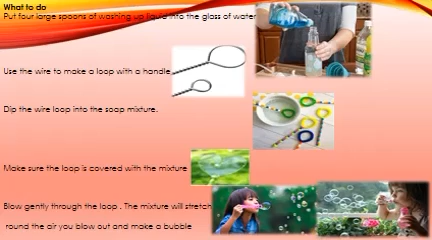 What to do
Put four large spoons of washing up liquid into the glass of water
Use the wire to make a loop with a handle
Dip the wire loop into the soap mixture.
Make sure the loop is covered with the mixture
Blow gently through the loop . The mixture will stretch
round the air you blow out and make a bubble